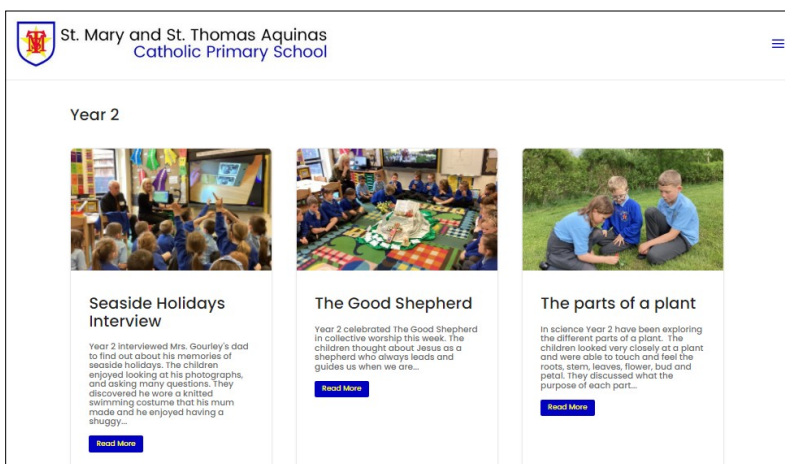 St. Mary and St. Thomas Aquinas
Catholic Primary School
Year 2
Seaside Holidays
Interview
Year 2 interviewed Mrs. Gourley's dad
to find out about his memories of
seaside holidays. The children
enjoyed looking at his photographs,
and asking many questions. They
discovered he wore a knitted
swimming costume that his mum
made and he enjoyed having a
shuggy...
Read More
The Good Shepherd
Year 2 celebrated The Good Shepherd
in collective worship this week. The
children thought about Jesus as a
shepherd who always leads and
guides us when we are...
Read More
The parts of a plant
In science Year 2 have been exploring
the different parts of a plant. The
children looked very closely at a plant
and were able to touch and feel the
roots, stem, leaves, flower, bud and
petal. They discussed what the
purpose of each part...
Read More